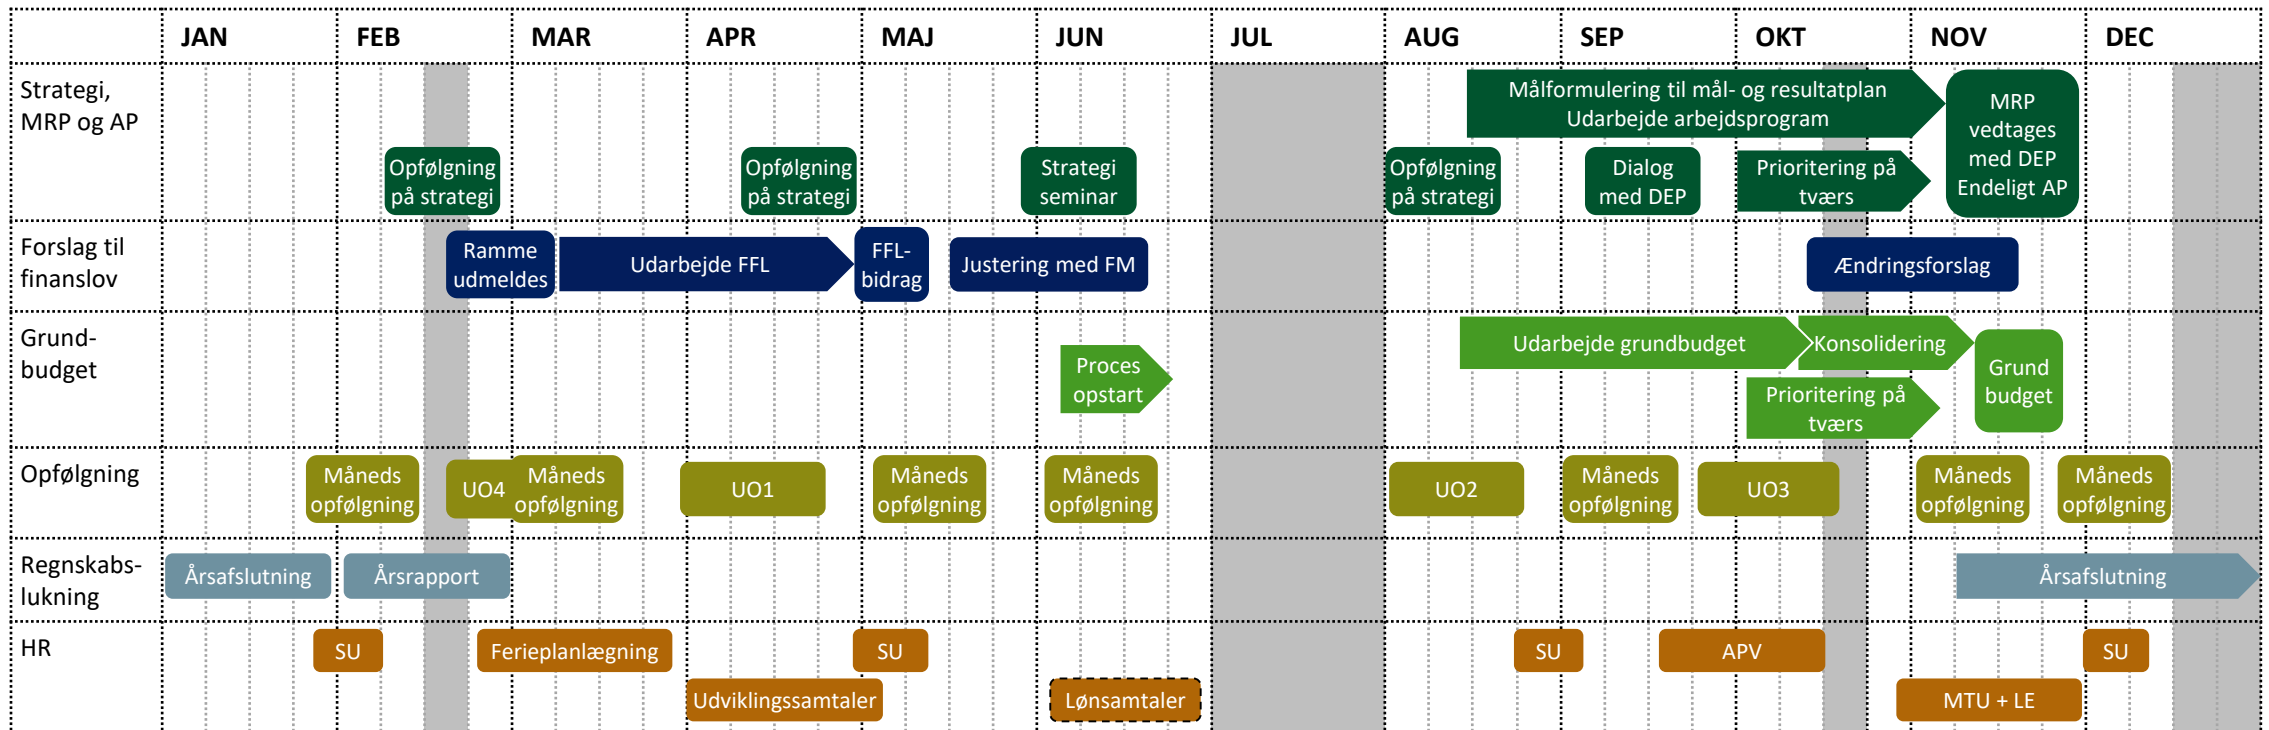 JAN FEB MAR APR MAJ JUN JUL AUG SEP OKT NOV DEC
Strategi,
MRP og AP
Opfølgning
på strategi
Opfølgning
på strategi
Strategi
seminar
Opfølgning
på strategi
Målformulering til mål- og resultatplan
Udarbejde arbejdsprogram
Dialog
med DEP
Prioritering på
tværs
MRP
vedtages
med DEP
Endeligt AP
Forslag til
finanslov
Ramme
udmeldes
Udarbejde FFL
FFL-
bidrag
Justering med FM
Ændringsforslag
Grund-
budget
Proces
opstart
Udarbejde grundbudget
Konsolidering
Prioritering på
tværs
Grund
budget
Opfølgning
Måneds
opfølgning
UO4
Måneds
opfølgning
UO1
Måneds
opfølgning
Måneds
opfølgning
UO2
Måneds
opfølgning
UO3
Måneds
opfølgning
Måneds
opfølgning
Regnskabs-
lukning
Årsafslutning
Årsrapport
Årsafslutning
HR
SU
Ferieplanlægning
SU
SU
APV
SU
Udviklingssamtaler
Lønsamtaler
MTU + LE